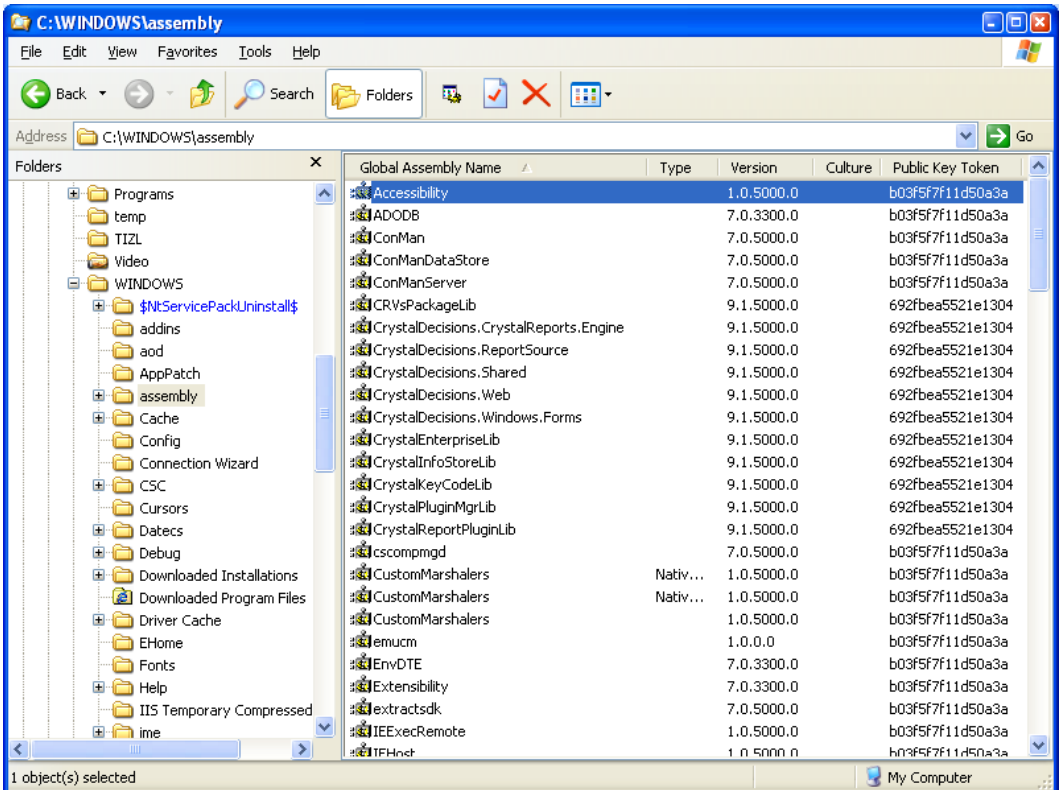 C:\WINDOWS\assembly
File Edit View Favorites Tools Help
Back Search Folders
Address C:\WINDOWS\assembly Go
Folders x
Programs
temp
TIZL
Video
WINDOWS
$NtServicePackUninstall$
addins
aod
AppPatch
assembly
Cache
Config
Connection Wizard
CSC
Cursors
Datecs
Debug
Downloaded Installations
Downloaded Program Files
Driver Cache
EHome
Fonts
Help
IIS Temporary Compressed
ime
Global Assembly Name Type Version Culture Public Key Token
Accessibility 1.0.5000.0 b03f5f7f11d50a3a
ADODB 7.0.3300.0 b03f5f7f11d50a3a
ConMan 7.0.5000.0 b03f5f7f11d50a3a
ConManDataStore 7.0.5000.0 b03f5f7f11d50a3a
ConManServer 7.0.5000.0 b03f5f7f11d50a3a
CRVsPackageLib 9.1.5000.0 692fbea5521e1304
CrystalDecisions.CrystalReports.Engine 9.1.5000.0 692fbea5521e1304
CrystalDecisions.ReportSource 9.1.5000.0 692fbea5521e1304
CrystalDecisions.Shared 9.1.5000.0 692fbea5521e1304
CrystalDecisions.Web 9.1.5000.0 692fbea5521e1304
CrystalDecisions.Windows.Forms 9.1.5000.0 692fbea5521e1304
CrystalEnterpriseLib 9.1.5000.0 692fbea5521e1304
CrystalInfoStoreLib 9.1.5000.0 692fbea5521e1304
CrystalKeyCodeLib 9.1.5000.0 692fbea5521e1304
CrystalPluginMgrLib 9.1.5000.0 692fbea5521e1304
CrystalReportPluginLib 9.1.5000.0 692fbea5521e1304
cscompmgd 7.0.5000.0 b03f5f7f11d50a3a
CustomMarshalers Nativ... 1.0.5000.0 b03f5f7f11d50a3a
CustomMarshalers Nativ... 1.0.5000.0 b03f5f7f11d50a3a
CustomMarshalers 1.0.5000.0 b03f5f7f11d50a3a
emucm 1.0.0.0 b03f5f7f11d50a3a
EnvDTE 7.0.3300.0 b03f5f7f11d50a3a
Extensibility 7.0.3300.0 b03f5f7f11d50a3a
extractsdk 7.0.5000.0 b03f5f7f11d50a3a
IEExecRemote 1.0.5000.0 b03f5f7f11d50a3a
IEHost 1.0.5000.0 b03f5f7f11d50a3a
1 object(s) selected My Computer